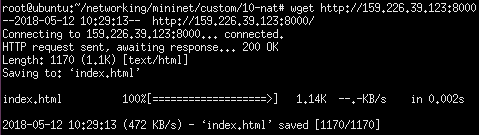 root@ubuntu:~/networking/mininet/custom/10-nat# wget http://159.226.39.123:8000
--2018-05-12 10:29:13--  http://159.226.39.123:8000/
Connecting to 159.226.39.123:8000... connected.
HTTP request sent, awaiting response... 200 OK
Length: 1170 (1.1K) [text/html]
Saving to: ‘index.html’
index.html          100%[===================>]   1.14K  --.-KB/s    in 0.002s
2018-05-12 10:29:13 (472 KB/s) - ‘index.html’ saved [1170/1170]